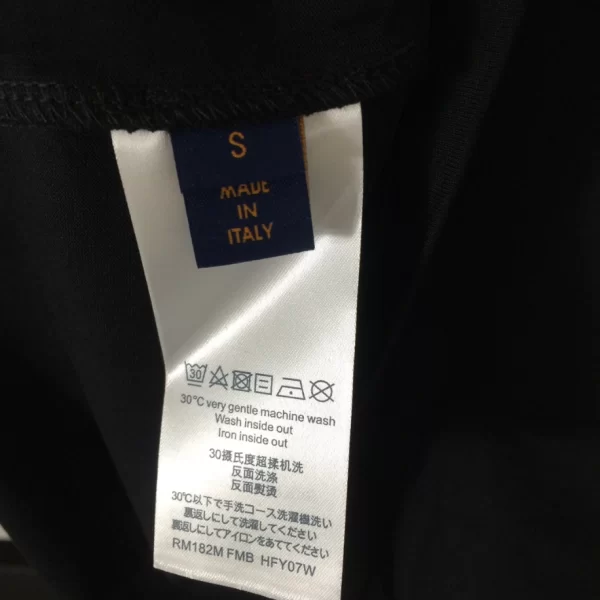 S
MADE
IN
ITALY
30
30℃ very gentle machine wash
Wash inside out
Iron inside out
30摄氏度超揉机洗
反面洗涤
反面熨烫
30℃以下で手洗コース洗濯機洗い
裏返しにして洗濯してください
裏返しにしてアイロンをあててください
RM182M FMB HFY07W